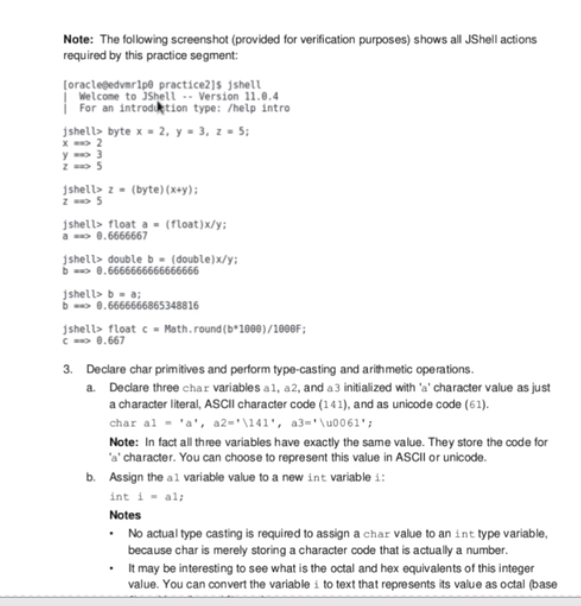 Note: The following screenshot (provided for verification purposes) shows all JShell actions
required by this practice segment:
[oracle@edvmr1p0 practice2]$ jshell
| Welcome to JShell -- Version 11.0.4
| For an introduction type: /help intro
jshell> byte x = 2, y = 3, z = 5;
x ==> 2
y ==> 3
z ==> 5
jshell> z = (byte)(x+y);
z ==> 5
jshell> float a = (float)x/y;
a ==> 0.6666667
jshell> double b = (double)x/y;
b ==> 0.6666666666666666
jshell> b = a;
b ==> 0.6666666865348816
jshell> float c = Math.round(b*1000)/1000F;
c ==> 0.667
3. Declare char primitives and perform type-casting and arithmetic operations.
a. Declare three char variables a1, a2, and a3 initialized with 'a' character value as just
a character literal, ASCII character code (141), and as unicode code (61).
char a1 = 'a', a2='\141', a3='\u0061';
Note: In fact all three variables have exactly the same value. They store the code for
'a' character. You can choose to represent this value in ASCII or unicode.
b. Assign the a1 variable value to a new int variable i:
int i = a1;
Notes
• No actual type casting is required to assign a char value to an int type variable,
because char is merely storing a character code that is actually a number.
• It may be interesting to see what is the octal and hex equivalents of this integer
value. You can convert the variable i to text that represents its value as octal (base